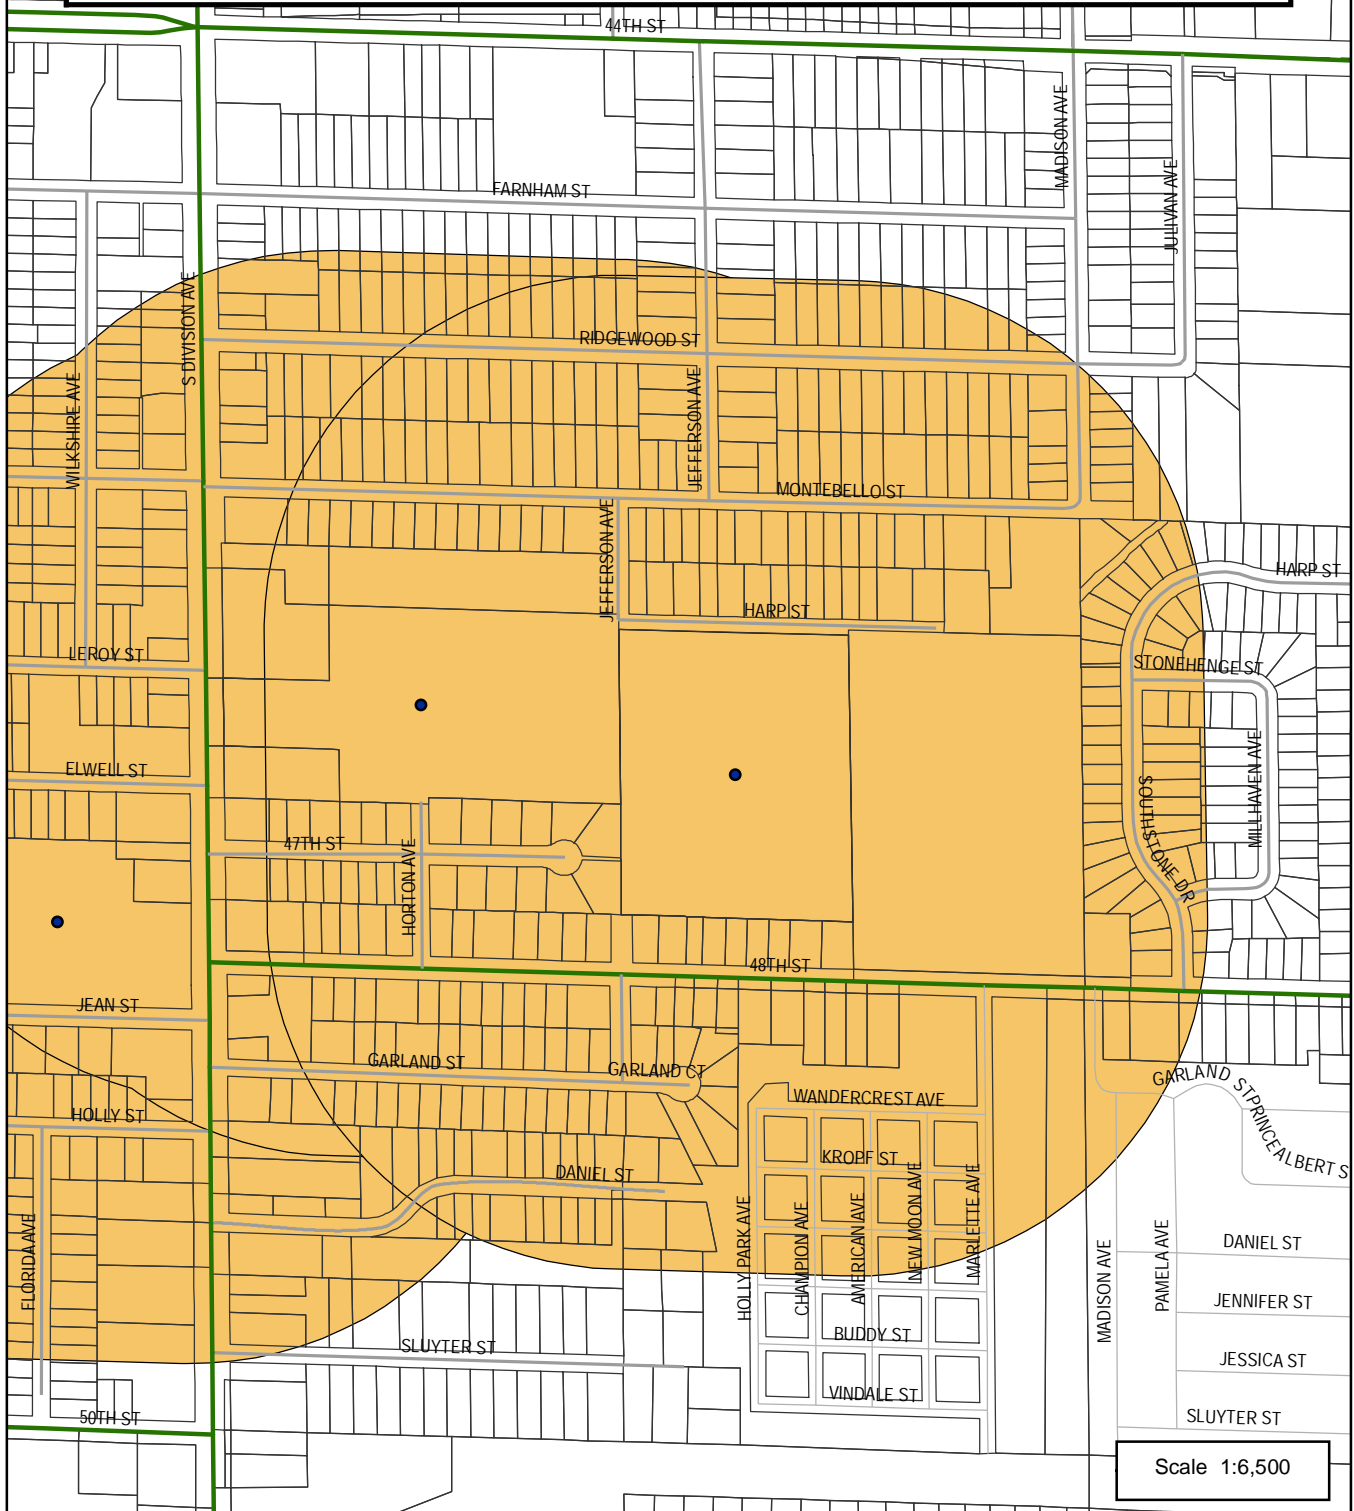 44TH ST
MADISON AVE
JULIVAN AVE
FARNHAM ST
S DIVISION AVE
RIDGEWOOD ST
WILKSHIRE AVE
JEFFERSON AVE
MONTEBELLO ST
JEFFERSON AVE
HARP ST
HARP ST
LEROY ST
STONEHENGE ST
ELWELL ST
MILLHAVEN AVE
SOUTH STONE DR
47TH ST
HORTON AVE
48TH ST
JEAN ST
GARLAND ST
GARLAND CT
GARLAND ST
PRINCE ALBERT S
WANDERCREST AVE
HOLLY ST
KROPF ST
DANIEL ST
FLORIDA AVE
HOLLY PARK AVE
CHAMPION AVE
AMERICAN AVE
NEW MOON AVE
MARLETTE AVE
MADISON AVE
PAMELA AVE
DANIEL ST
JENNIFER ST
BUDDY ST
SLUYTER ST
JESSICA ST
VINDALE ST
50TH ST
SLUYTER ST
Scale 1:6,500